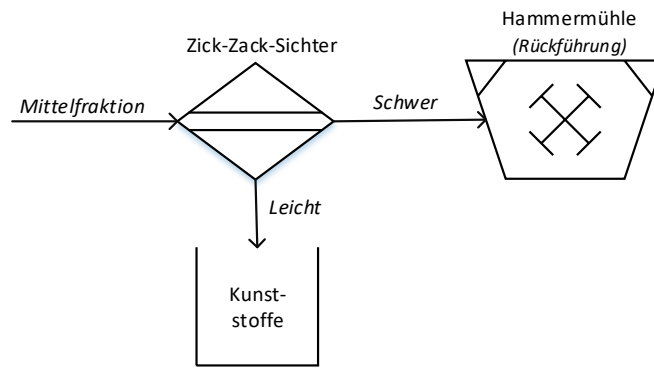 Hammermühle
(Rückführung)
Zick-Zack-Sichter
Mittelfraktion
Schwer
Leicht
Kunst-
stoffe